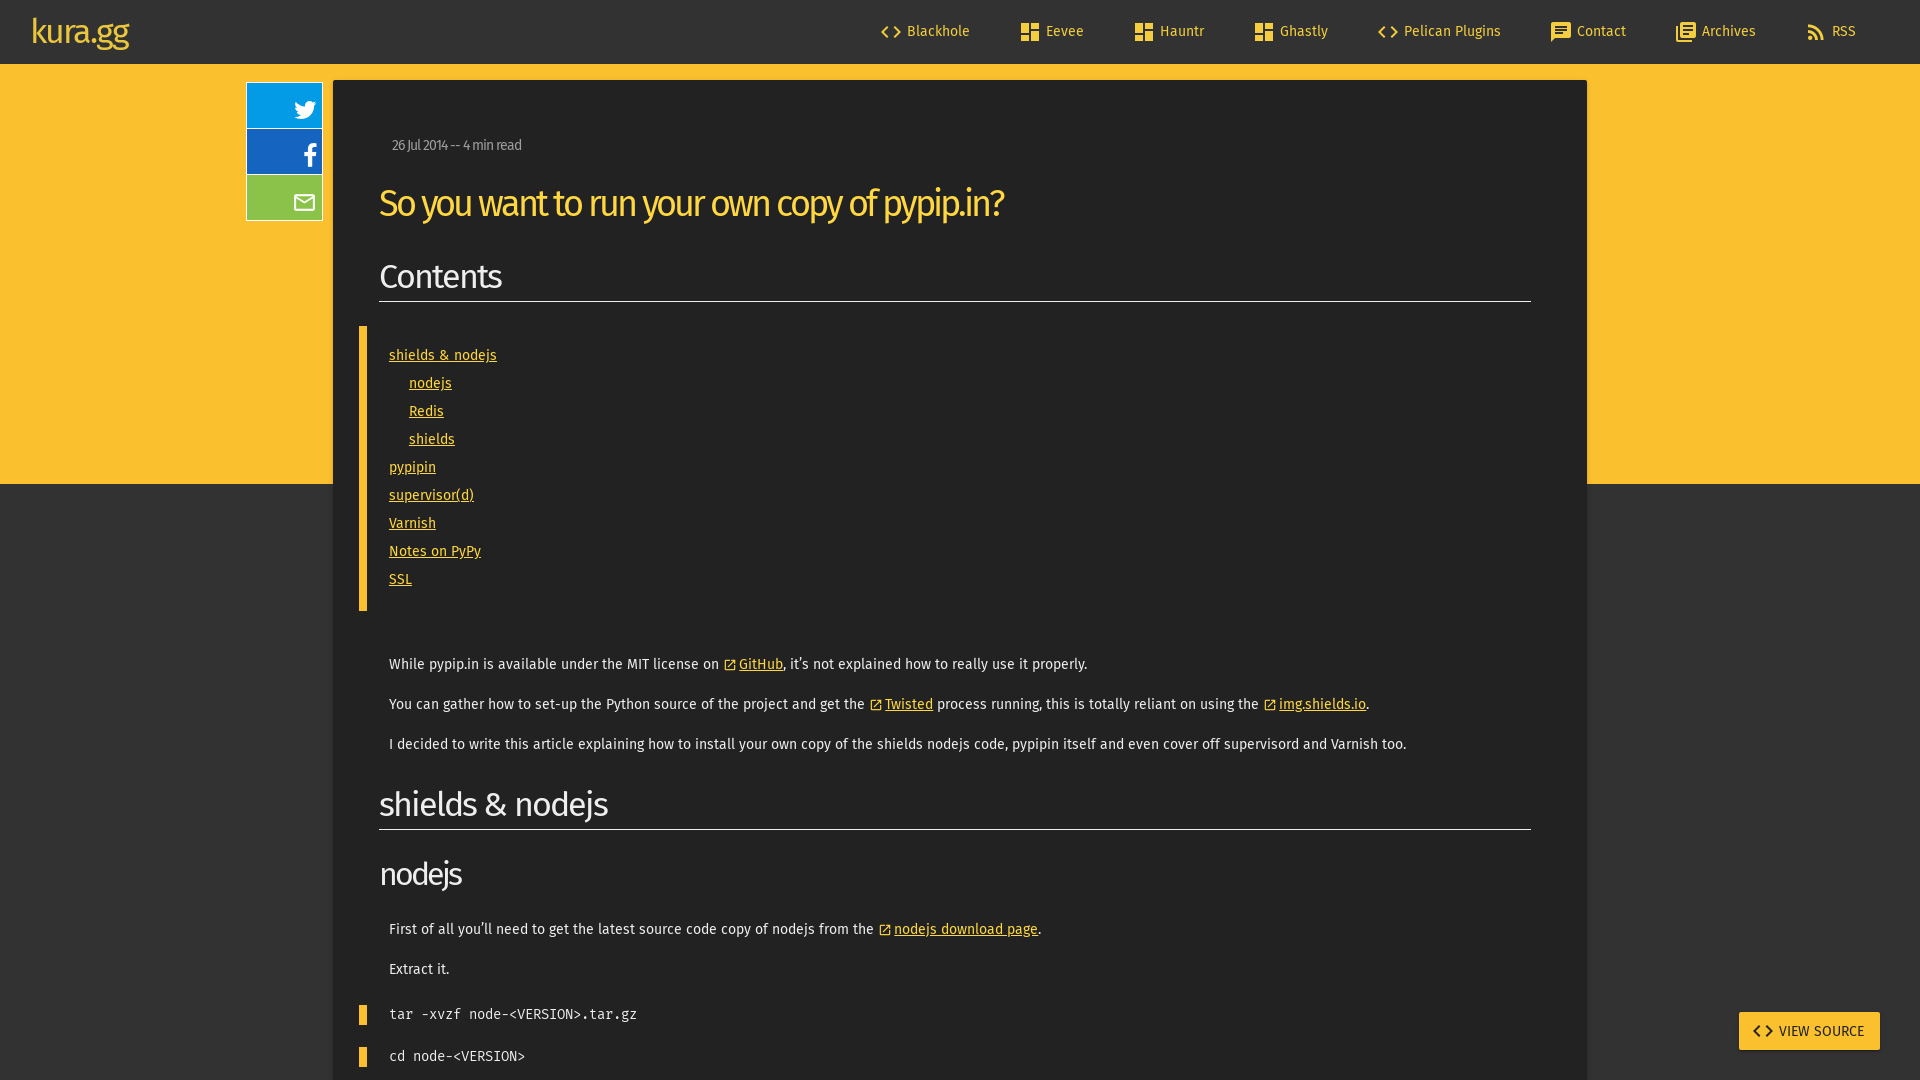 kura.gg
Blackhole
Eevee
Hauntr
Ghastly
Pelican Plugins
Contact
Archives
RSS
26 Jul 2014 -- 4 min read
So you want to run your own copy of pypip.in?
Contents
shields & nodejs
nodejs
Redis
shields
pypipin
supervisor(d)
Varnish
Notes on PyPy
SSL
While pypip.in is available under the MIT license on GitHub, it’s not explained how to really use it properly.
You can gather how to set-up the Python source of the project and get the Twisted process running, this is totally reliant on using the img.shields.io.
I decided to write this article explaining how to install your own copy of the shields nodejs code, pypipin itself and even cover off supervisord and Varnish too.
shields & nodejs
nodejs
First of all you’ll need to get the latest source code copy of nodejs from the nodejs download page.
Extract it.
tar -xvzf node-<VERSION>.tar.gz
cd node-<VERSION>
VIEW SOURCE